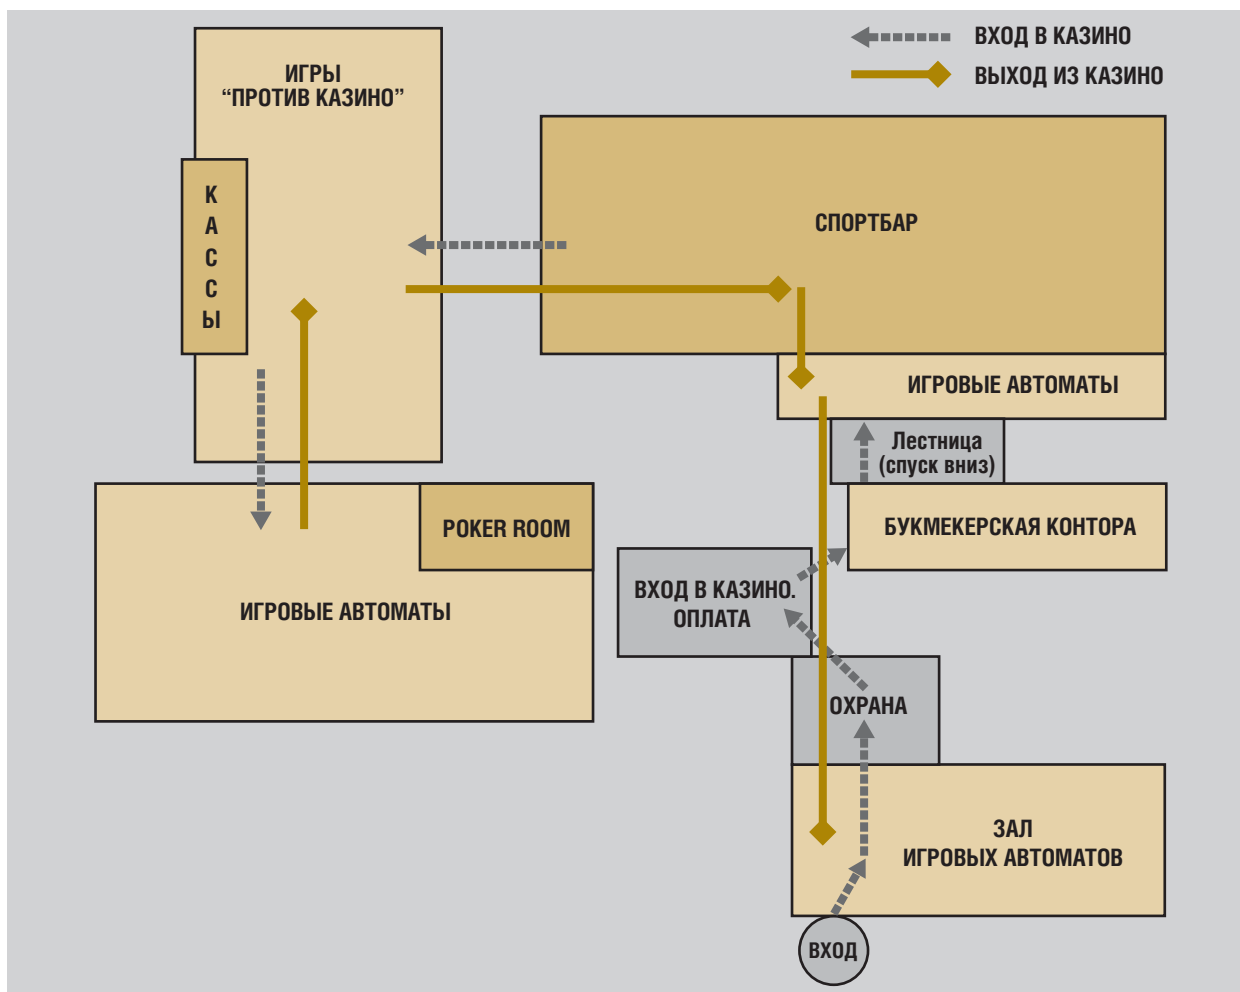 ВХОД В КАЗИНО
ВЫХОД ИЗ КАЗИНО
ИГРЫ
“ПРОТИВ КАЗИНО”
К
А
С
С
Ы
СПОРТБАР
ИГРОВЫЕ АВТОМАТЫ
Лестница
(спуск вниз)
БУКМЕКЕРСКАЯ КОНТОРА
POKER ROOM
ИГРОВЫЕ АВТОМАТЫ
ВХОД В КАЗИНО.
ОПЛАТА
ОХРАНА
ЗАЛ
ИГРОВЫХ АВТОМАТОВ
ВХОД